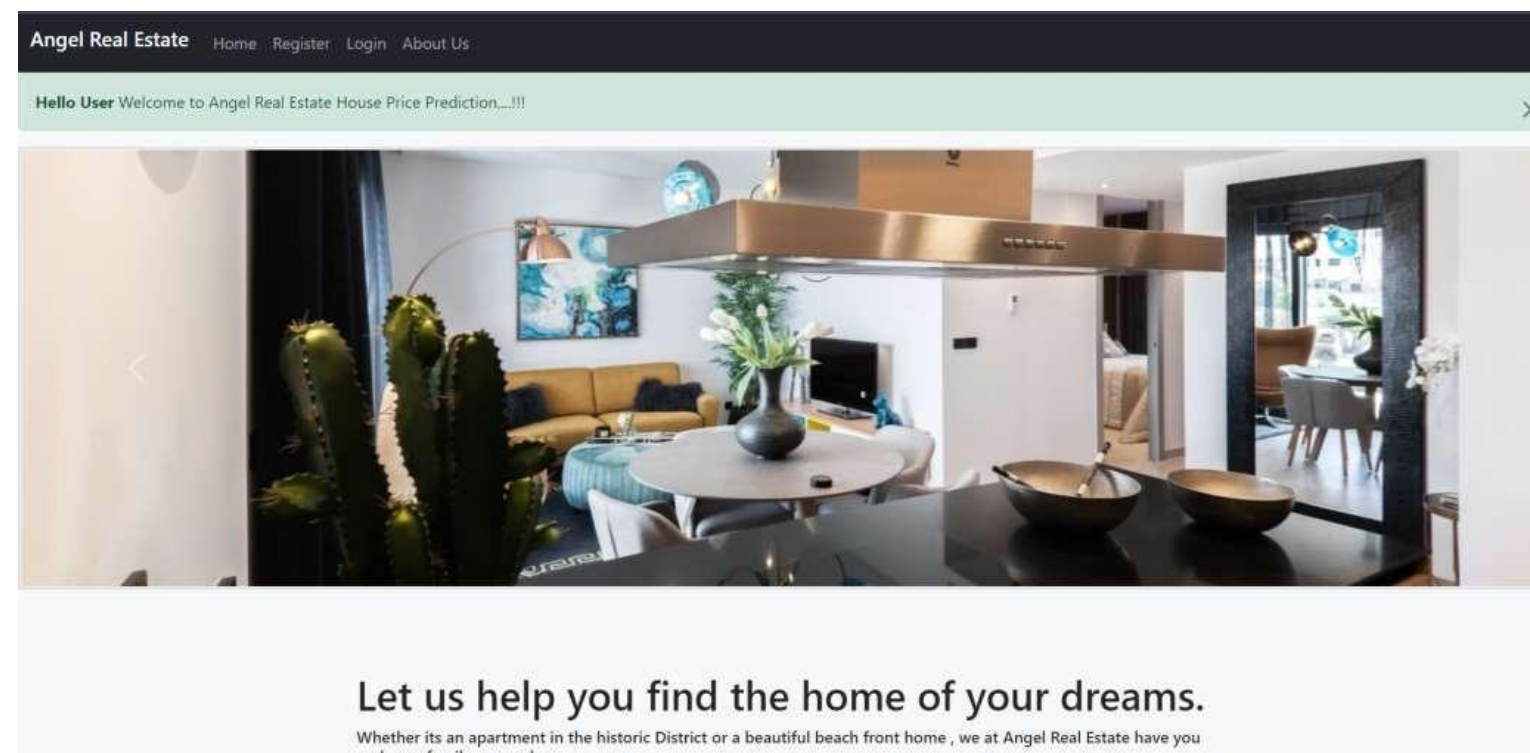 Angel Real Estate Home Register Login About Us
Hello User Welcome to Angel Real Estate House Price Prediction....!!!
Let us help you find the home of your dreams.
Whether its an apartment in the historic District or a beautiful beach front home , we at Angel Real Estate have you